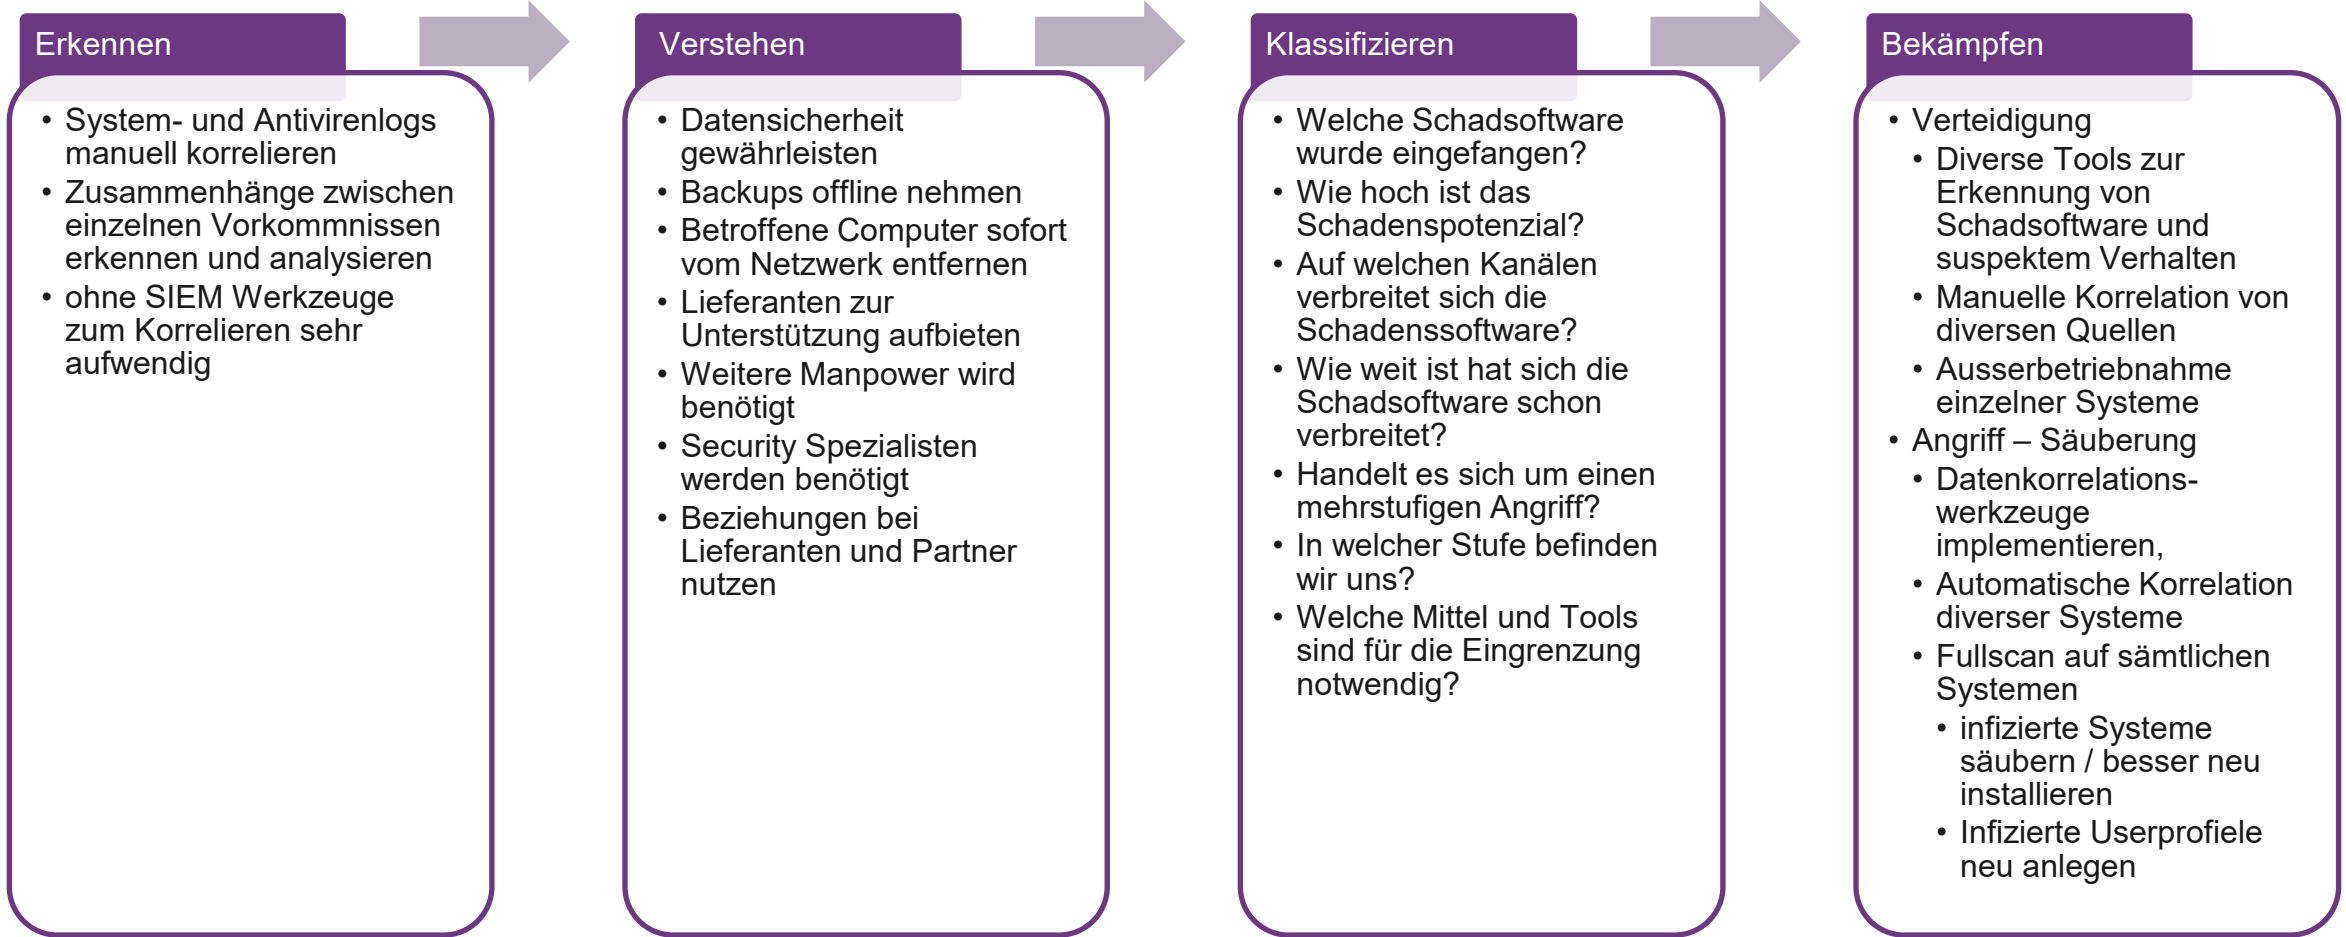 Erkennen
• System- und Antivirenlogs
manuell korrelieren
• Zusammenhänge zwischen
einzelnen Vorkommnissen
erkennen und analysieren
• ohne SIEM Werkzeuge
zum Korrelieren sehr
aufwendig
Verstehen
• Datensicherheit
gewährleisten
• Backups offline nehmen
• Betroffene Computer sofort
vom Netzwerk entfernen
• Lieferanten zur
Unterstützung aufbieten
• Weitere Manpower wird
benötigt
• Security Spezialisten
werden benötigt
• Beziehungen bei
Lieferanten und Partner
nutzen
Klassifizieren
• Welche Schadsoftware
wurde eingefangen?
• Wie hoch ist das
Schadenspotenzial?
• Auf welchen Kanälen
verbreitet sich die
Schadenssoftware?
• Wie weit ist hat sich die
Schadsoftware schon
verbreitet?
• Handelt es sich um einen
mehrstufigen Angriff?
• In welcher Stufe befinden
wir uns?
• Welche Mittel und Tools
sind für die Eingrenzung
notwendig?
Bekämpfen
• Verteidigung
• Diverse Tools zur
Erkennung von
Schadsoftware und
suspektem Verhalten
• Manuelle Korrelation von
diversen Quellen
• Ausserbetriebnahme
einzelner Systeme
• Angriff – Säuberung
• Datenkorrelations-
werkzeuge
implementieren,
• Automatische Korrelation
diverser Systeme
• Fullscan auf sämtlichen
Systemen
• infizierte Systeme
säubern / besser neu
installieren
• Infizierte Userprofiele
neu anlegen